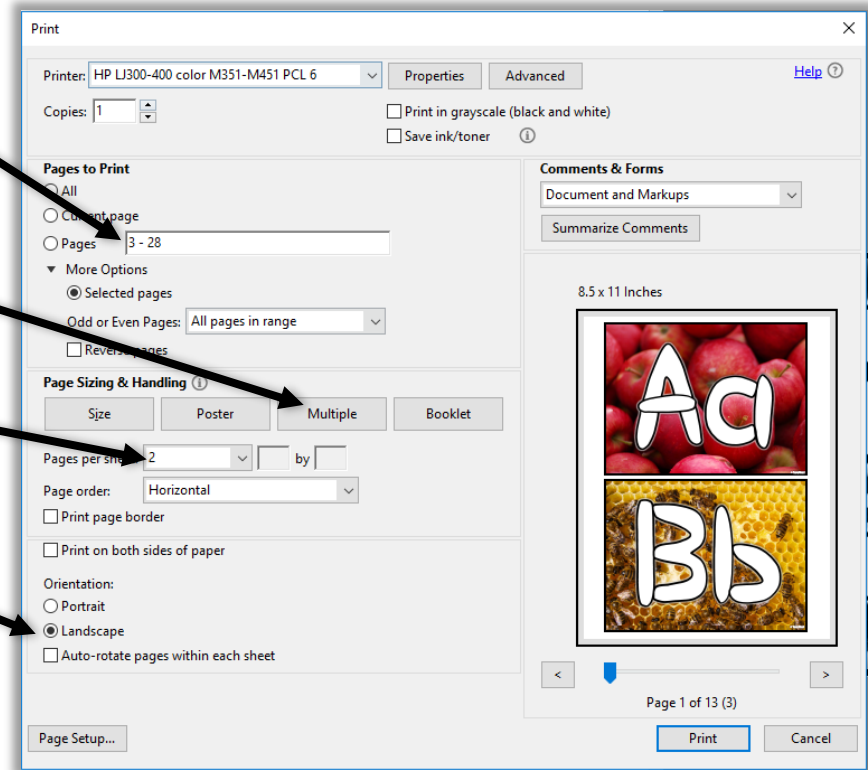 Print
Printer: HP LJ300-400 color M351-M451 PCL 6 Properties Advanced Help
Copies: 1 Print in grayscale (black and white)
Save ink/toner
Pages to Print
All
Current page
Pages 3 - 28
More Options
Selected pages
Odd or Even Pages: All pages in range
Reverse pages
Page Sizing & Handling
Size Poster Multiple Booklet
Pages per 2 by
Page order: Horizontal
Print page border
Print on both sides of paper
Orientation:
Portrait
Landscape
Auto-rotate pages within each sheet
Comments & Forms
Document and Markups
Summarize Comments
8.5 x 11 Inches
Aa
Bb
< >
Page 1 of 13 (3)
Page Setup... Print Cancel